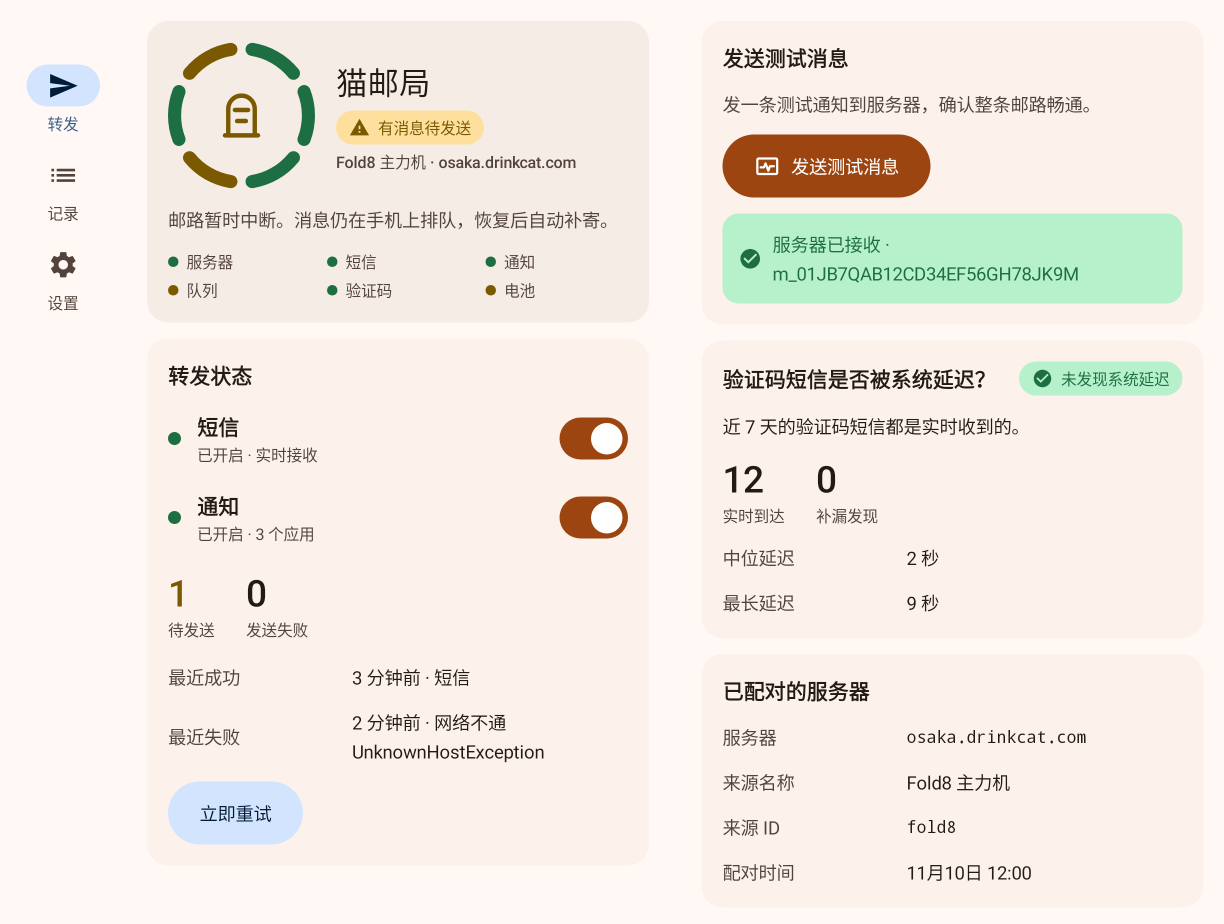 转发
记录
设置
猫邮局
有消息待发送
Fold8 主力机 · osaka.drinkcat.com
邮路暂时中断。消息仍在手机上排队，恢复后自动补寄。
服务器
短信
通知
队列
验证码
电池
转发状态
短信
已开启 · 实时接收
通知
已开启 · 3 个应用
1
0
待发送
发送失败
最近成功
3 分钟前 · 短信
最近失败
2 分钟前 · 网络不通
UnknownHostException
立即重试
发送测试消息
发一条测试通知到服务器，确认整条邮路畅通。
发送测试消息
服务器已接收 ·
m_01JB7QAB12CD34EF56GH78JK9M
验证码短信是否被系统延迟？
未发现系统延迟
近 7 天的验证码短信都是实时收到的。
12
0
实时到达
补漏发现
中位延迟
2 秒
最长延迟
9 秒
已配对的服务器
服务器
osaka.drinkcat.com
来源名称
Fold8 主力机
来源 ID
fold8
配对时间
11月10日 12:00